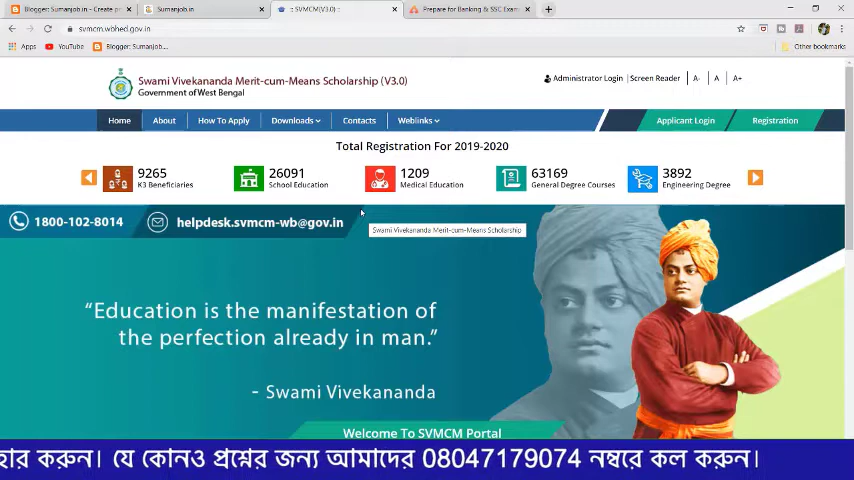 Blogger: Sumanjob.in - Create p
Sumanjob.in
:: SVMCM(V3.0) ::
Prepare for Banking & SSC Exam
svmcm.wbhed.gov.in
Apps YouTube Blogger: Sumanjob.... Other bookmarks
Swami Vivekananda Merit-cum-Means Scholarship (V3.0)
Government of West Bengal
Administrator Login | Screen Reader A- A A+
Home About How To Apply Downloads Contacts Weblinks Applicant Login Registration
Total Registration For 2019-2020
9265 26091 1209 63169 3892
K3 Beneficiaries School Education Medical Education General Degree Courses Engineering Degree
1800-102-8014 helpdesk.svmcm-wb@gov.in
Swami Vivekananda Merit-cum-Means Scholarship
“Education is the manifestation of
the perfection already in man.”
- Swami Vivekananda
Welcome To SVMCM Portal
হার করুন। যে কোনও প্রশ্নের জন্য আমাদের 08047179074 নম্বরে কল করুন।